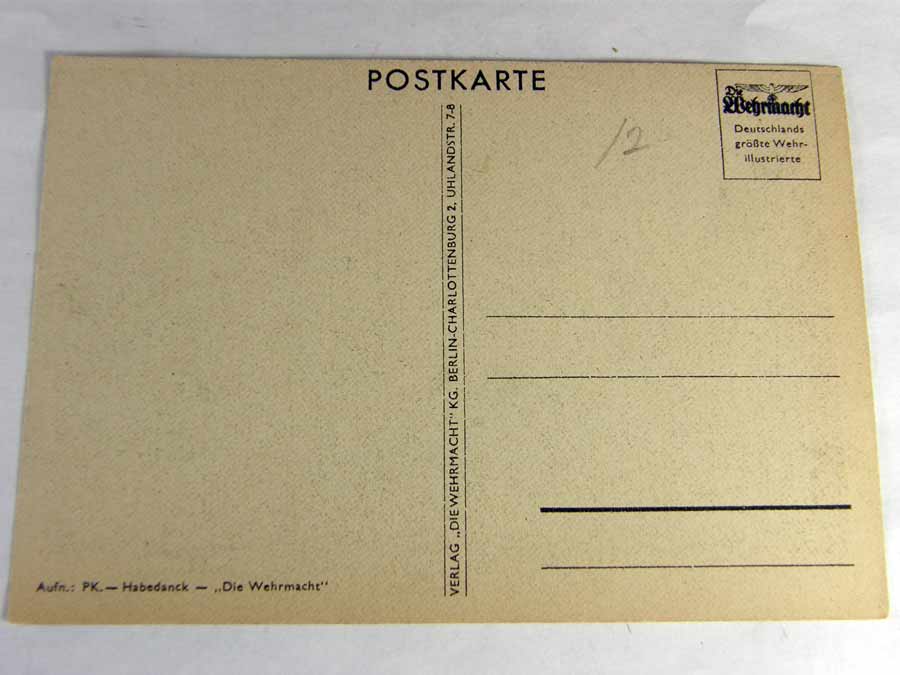 POSTKARTE
Die
Wehrmacht
Deutschlands
größte Wehr-
illustrierte
12
VERLAG „DIE WEHRMACHT" KG. BERLIN-CHARLOTTENBURG 2, UHLANDSTR. 7-8
Aufn.: PK. — Habedanck — „Die Wehrmacht"